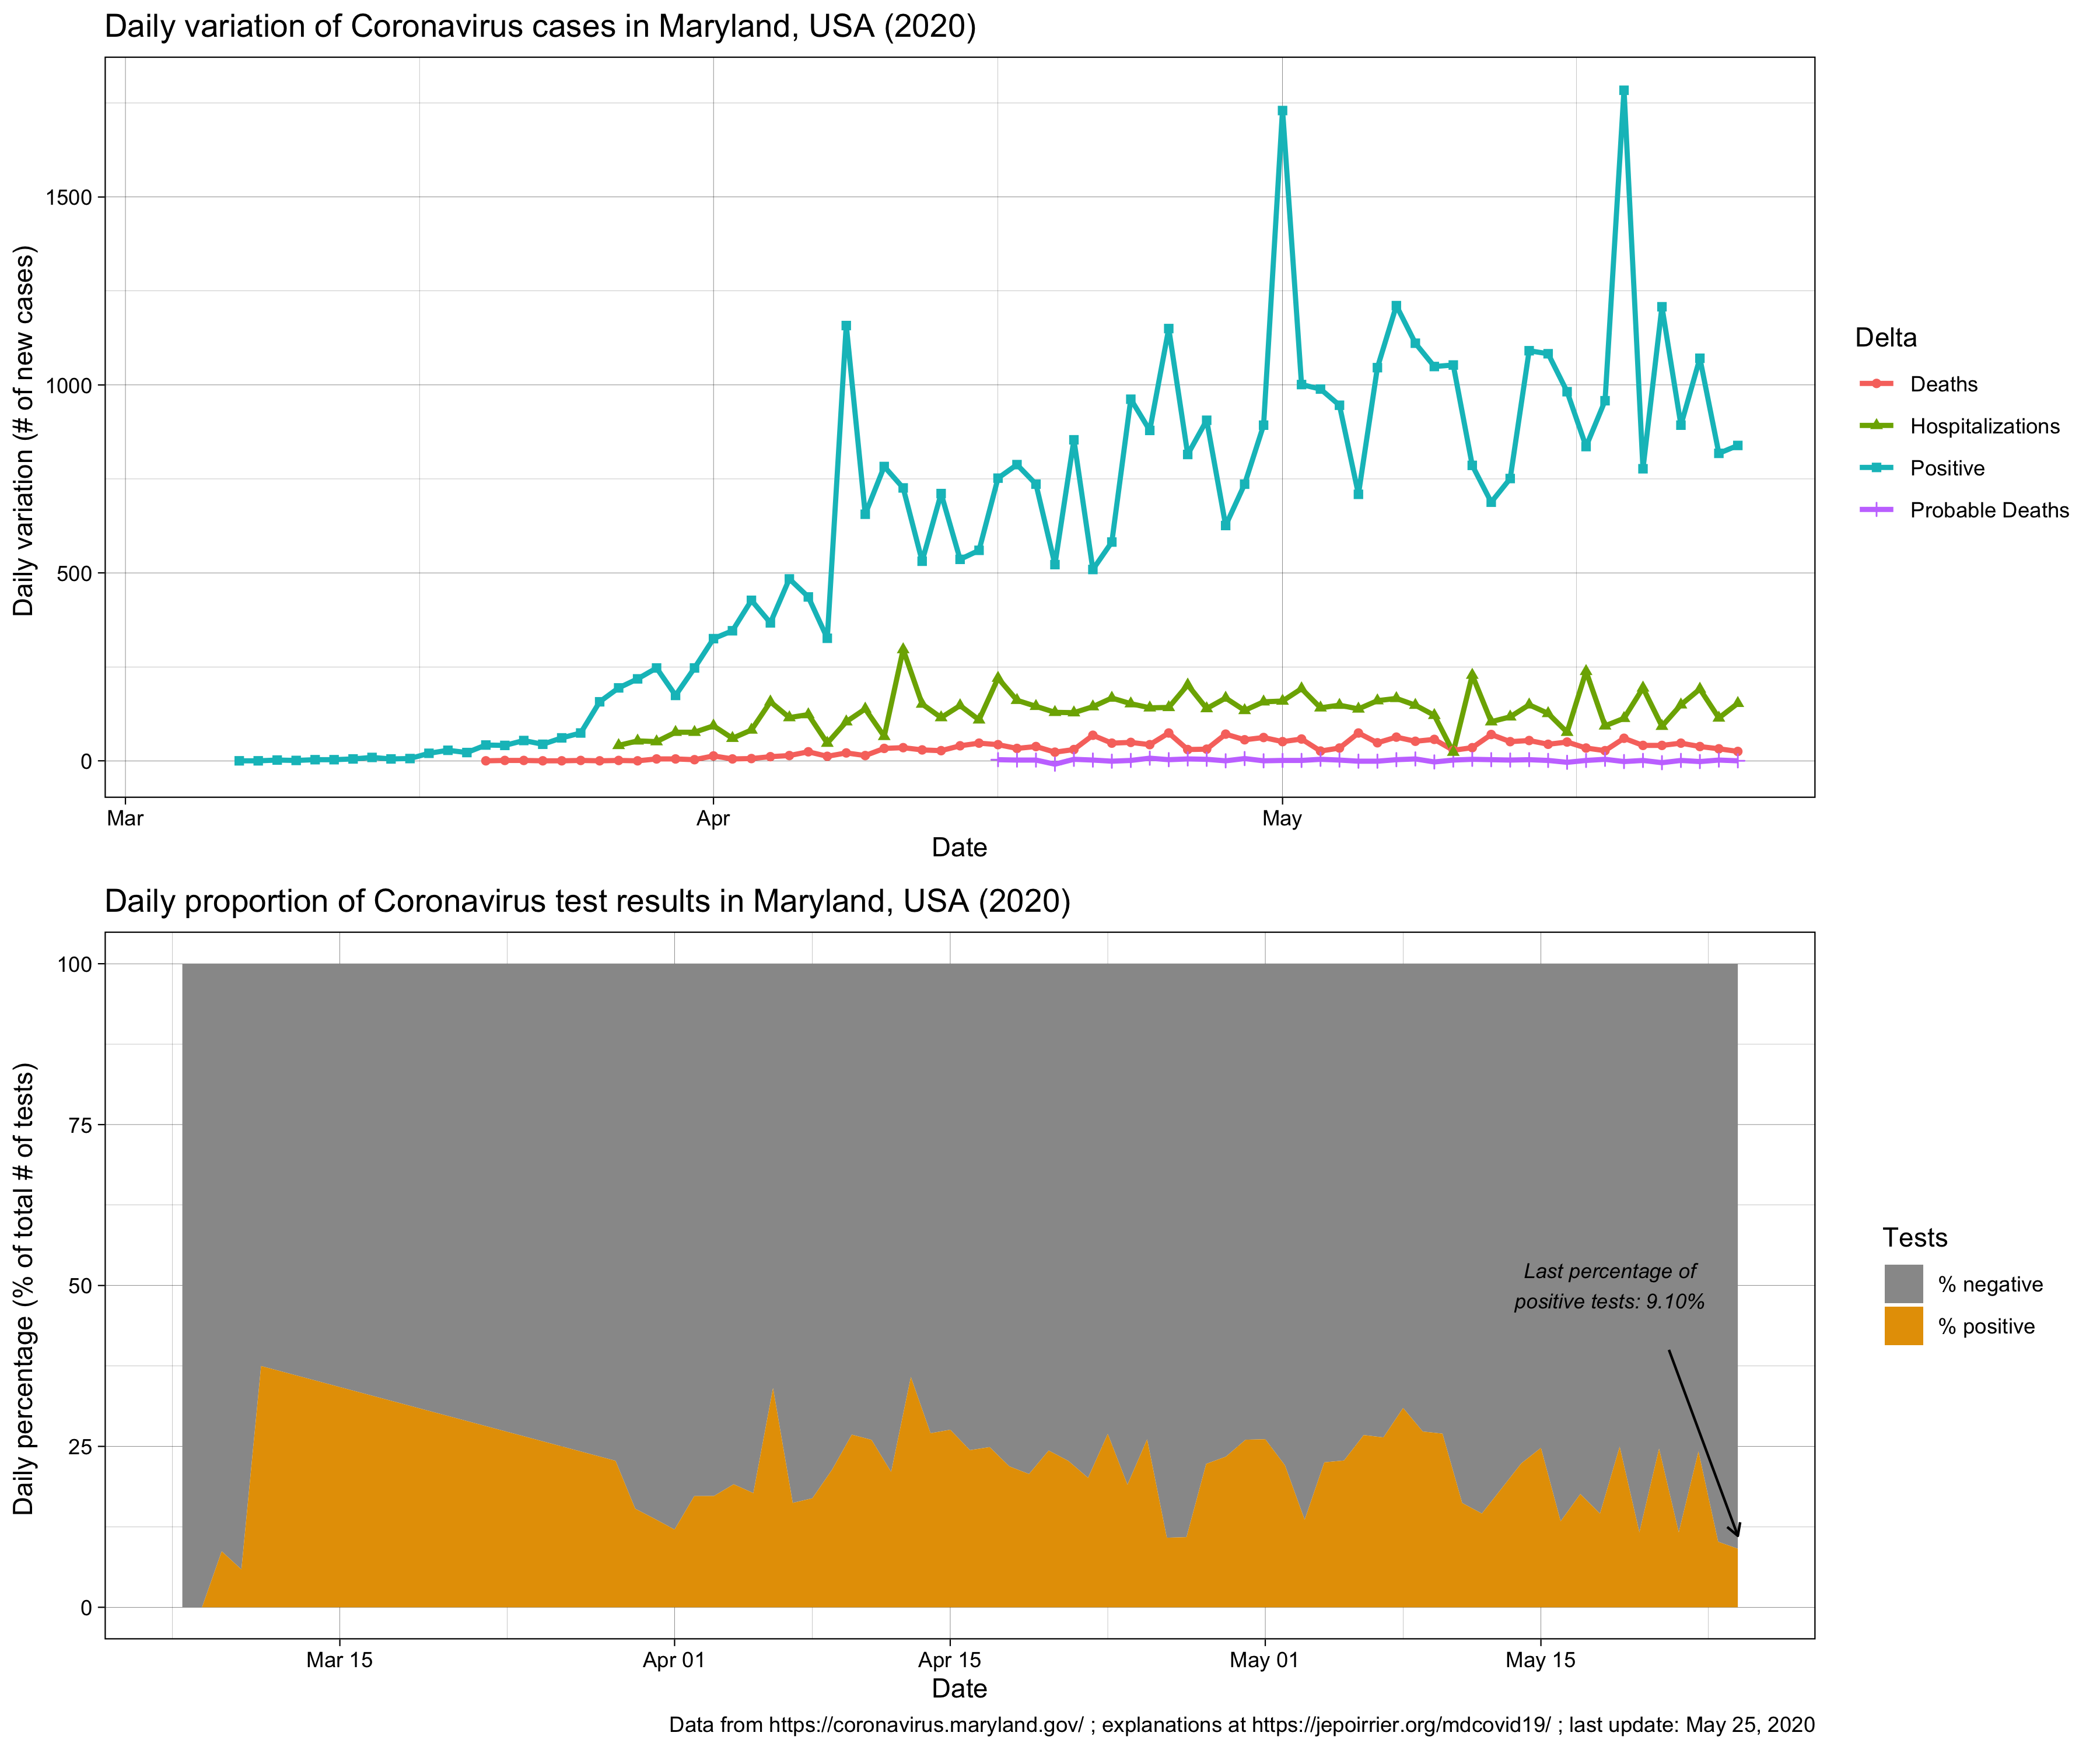 Daily variation of Coronavirus cases in Maryland, USA (2020)
Daily variation (# of new cases)
1500
1000
500
0
Mar
Apr
May
Date
Delta
Deaths
Hospitalizations
Positive
Probable Deaths
Daily proportion of Coronavirus test results in Maryland, USA (2020)
Daily percentage (% of total # of tests)
100
75
50
25
0
Last percentage of
positive tests: 9.10%
Mar 15
Apr 01
Apr 15
May 01
May 15
Date
Tests
% negative
% positive
Data from https://coronavirus.maryland.gov/ ; explanations at https://jepoirrier.org/mdcovid19/ ; last update: May 25, 2020